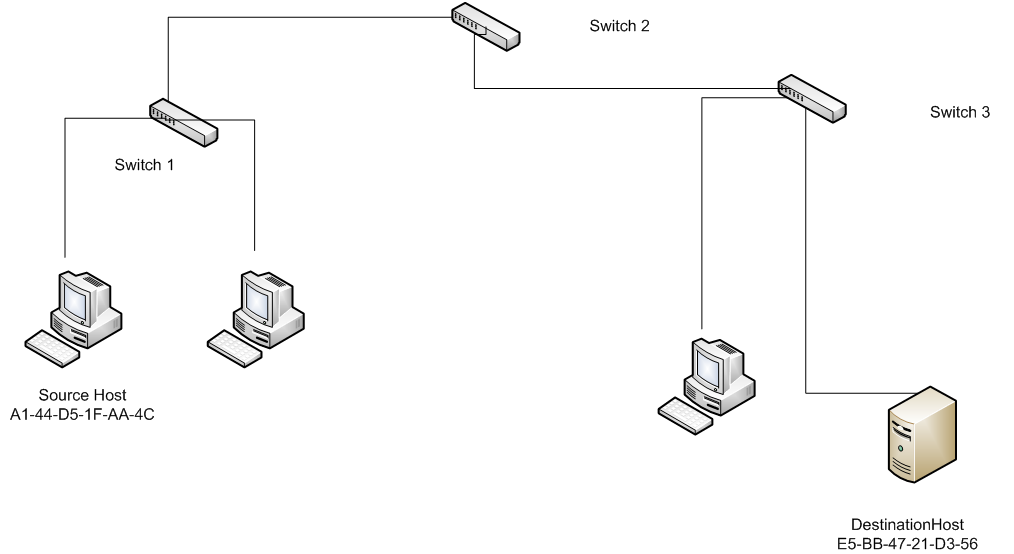 Switch 2
Switch 3
Switch 1
Source Host
A1-44-D5-1F-AA-4C
DestinationHost
E5-BB-47-21-D3-56